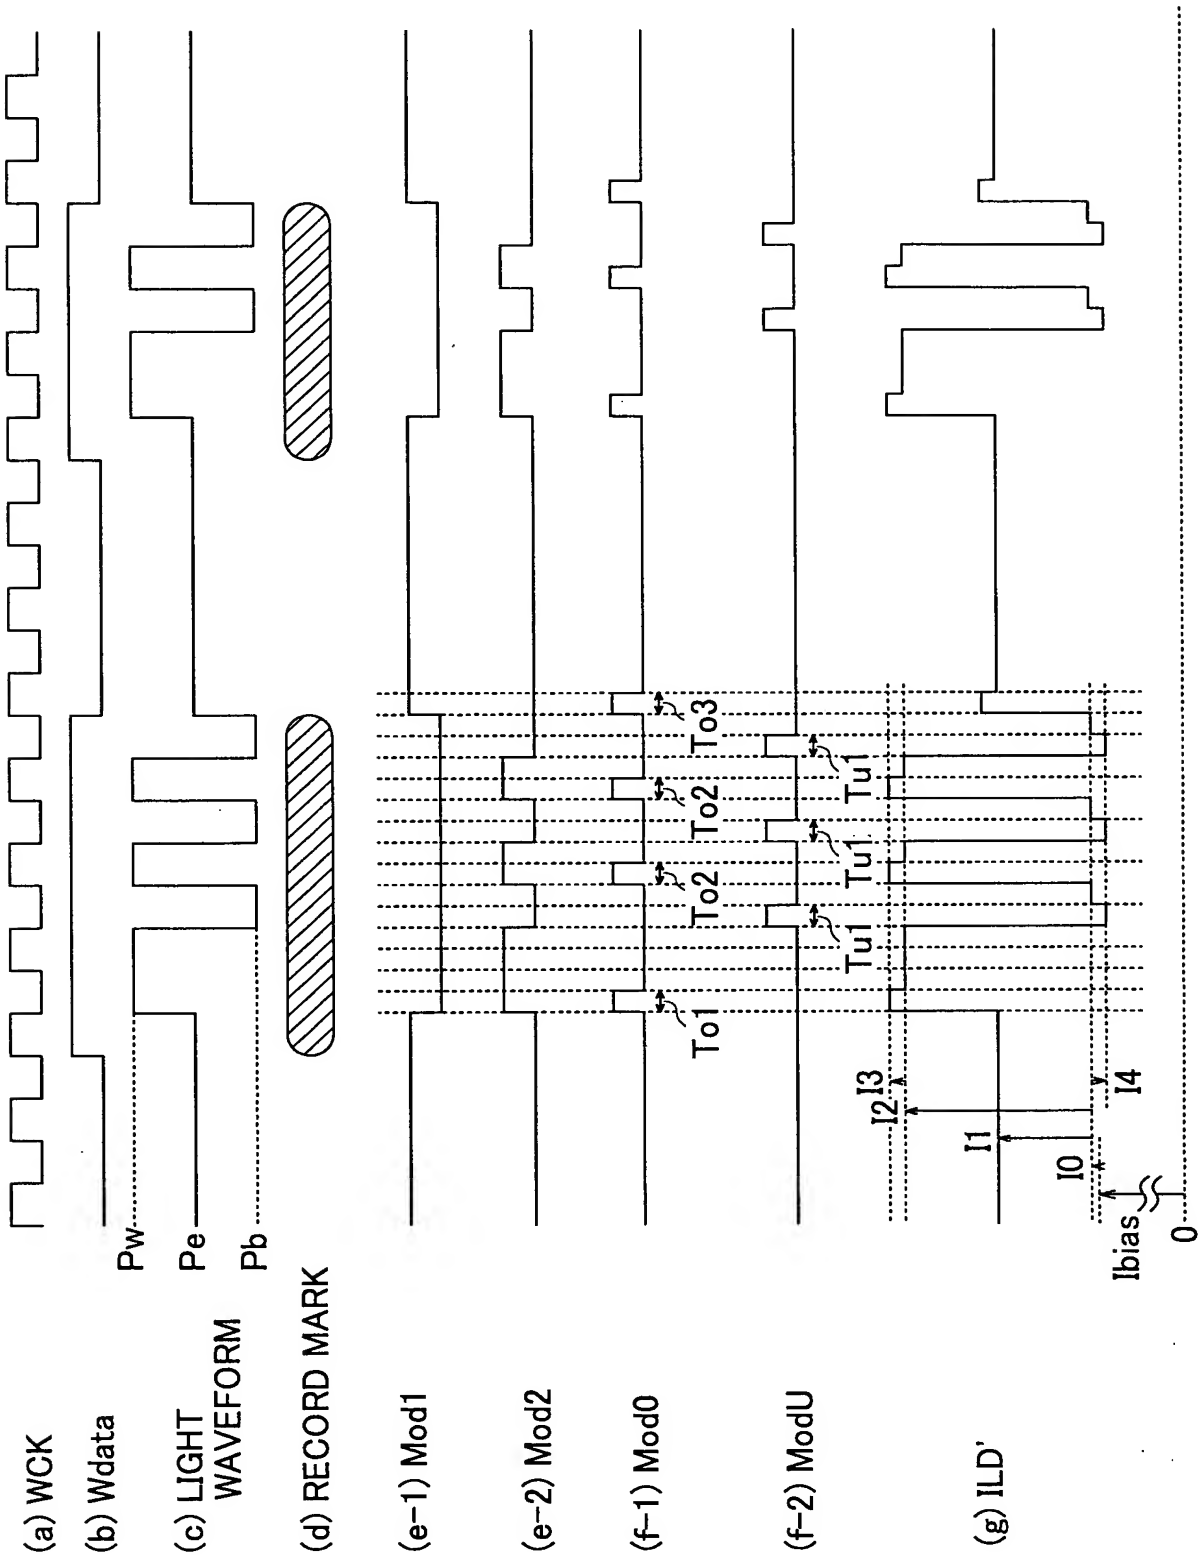 (a) WCK
(b) Wdata
Pw
(c) LIGHT
WAVEFORM
Pe
Pb
(d) RECORD MARK
(e-1) Mod1
(e-2) Mod2
(f-1) Mod0
To1
To2
To2
To3
(f-2) ModU
Tu1
Tu1
Tu1
(g) ILD'
I3
I2
I1
I0
I4
Ibias
0